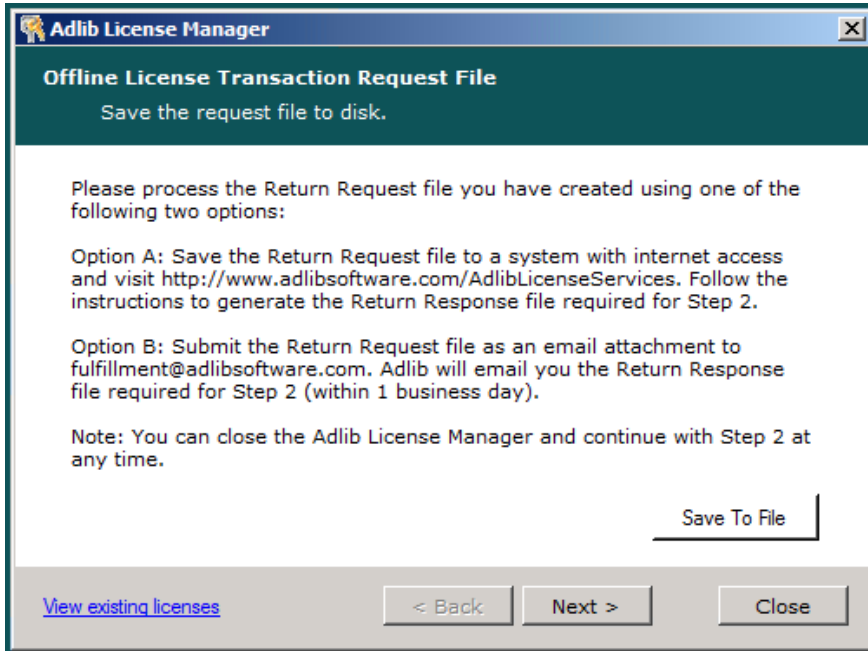 Adlib License Manager
Offline License Transaction Request File
Save the request file to disk.
Please process the Return Request file you have created using one of the
following two options:
Option A: Save the Return Request file to a system with internet access
and visit http://www.adlibsoftware.com/AdlibLicenseServices. Follow the
instructions to generate the Return Response file required for Step 2.
Option B: Submit the Return Request file as an email attachment to
fulfillment@adlibsoftware.com. Adlib will email you the Return Response
file required for Step 2 (within 1 business day).
Note: You can close the Adlib License Manager and continue with Step 2 at
any time.
Save To File
View existing licenses
< Back
Next >
Close